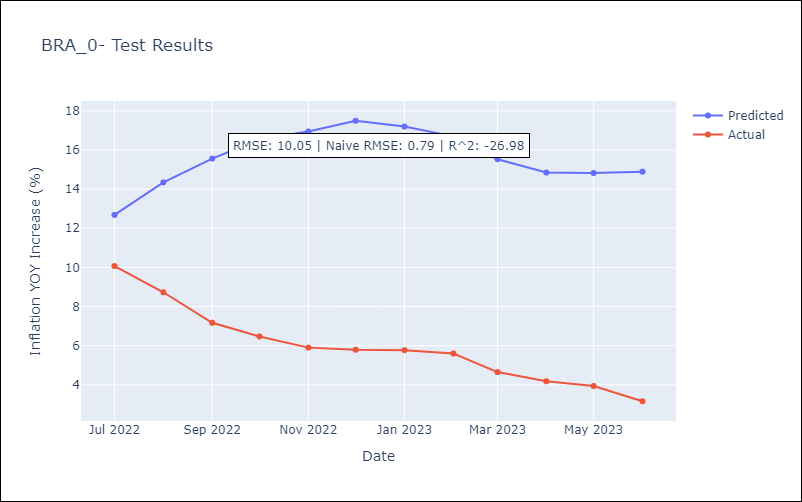 BRA_0- Test Results
Predicted
Actual
RMSE: 10.05 | Naive RMSE: 0.79 | R^2: -26.98
Inflation YOY Increase (%)
18
16
14
12
10
8
6
4
Jul 2022 Sep 2022 Nov 2022 Jan 2023 Mar 2023 May 2023
Date